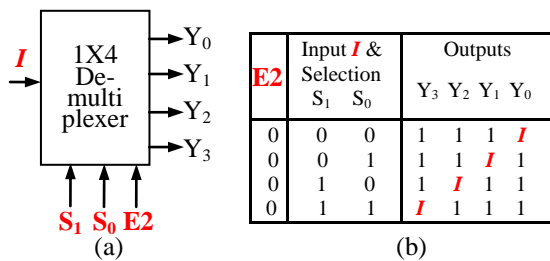 I
1X4
De-
multi
plexer
Y0
Y1
Y2
Y3
S1 S0 E2
(a)
E2 Input I & Selection S1 S0 Outputs Y3 Y2 Y1 Y0
0 0 0 1 1 1 I
0 0 1 1 1 I 1
0 1 0 1 I 1 1
0 1 1 I 1 1 1
(b)